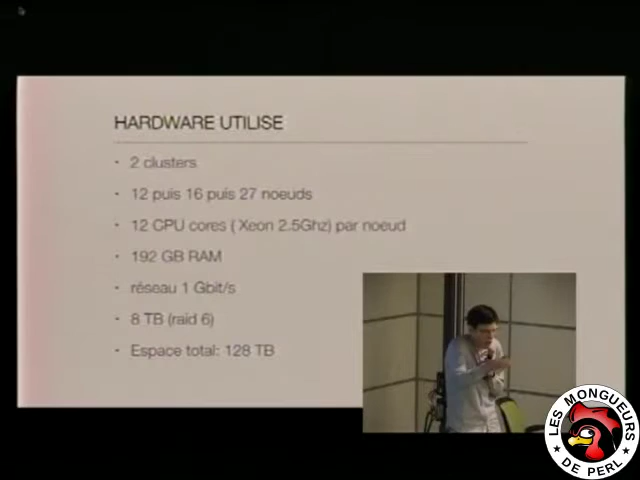 HARDWARE UTILISE
• 2 clusters
• 12 puis 16 puis 27 noeuds
• 12 CPU cores ( Xeon 2.5Ghz) par noeud
• 192 GB RAM
• réseau 1 Gbit/s
• 8 TB (raid 6)
• Espace total: 128 TB
LES MONGUEURS
★ DE PERL ★